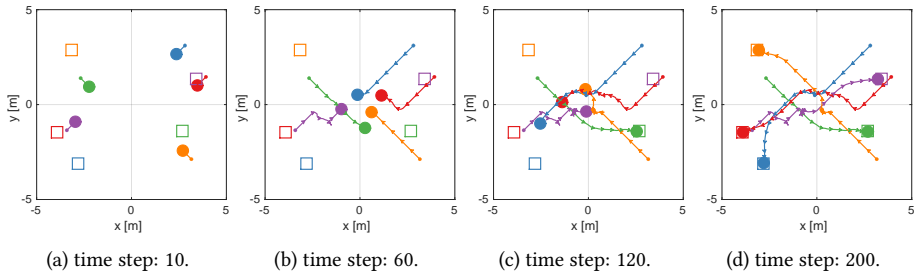 5
y [m]
0
-5
-5 0 5
x [m]
(a) time step: 10.
5
y [m]
0
-5
-5 0 5
x [m]
(b) time step: 60.
5
y [m]
0
-5
-5 0 5
x [m]
(c) time step: 120.
5
y [m]
0
-5
-5 0 5
x [m]
(d) time step: 200.